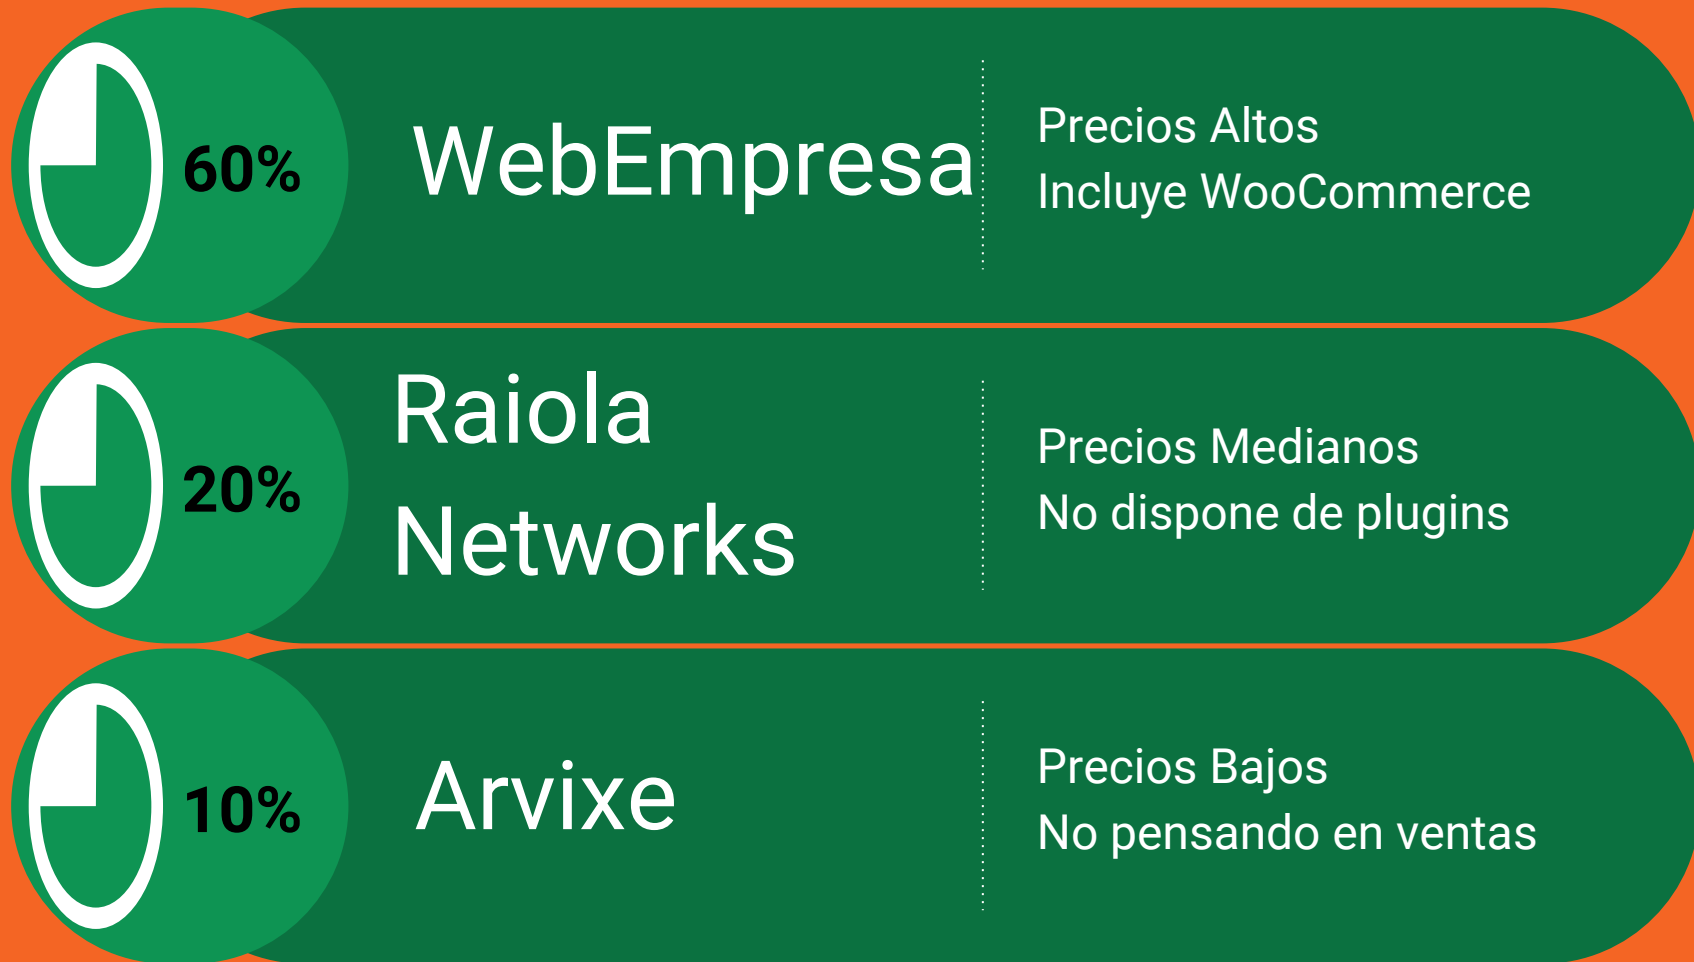 60%
WebEmpresa
Precios Altos
Incluye WooCommerce
20%
Raiola
Networks
Precios Medianos
No dispone de plugins
10%
Arvixe
Precios Bajos
No pensando en ventas